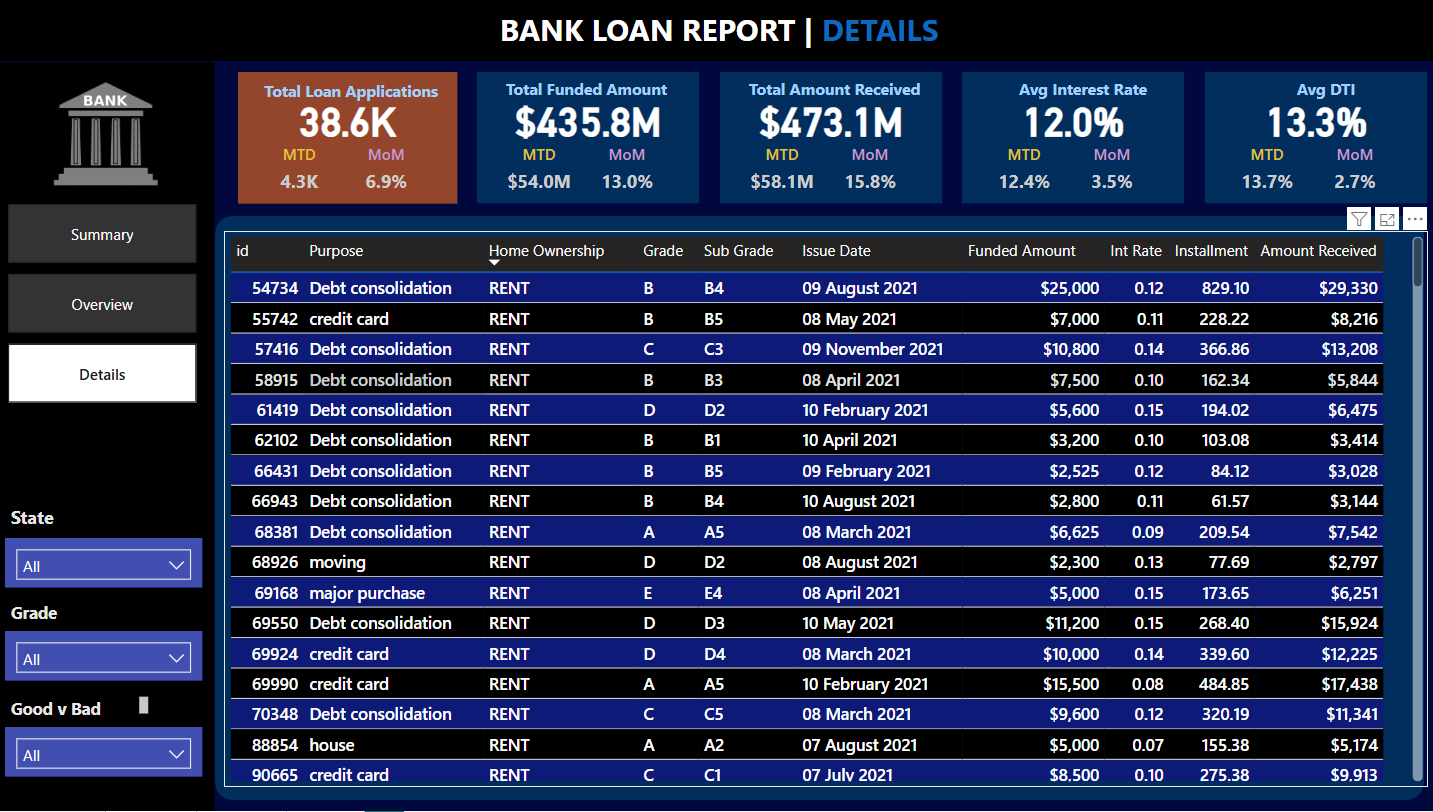 BANK LOAN REPORT | DETAILS
BANK
Summary
Overview
Details
State
All
Grade
All
Good v Bad
All
Total Loan Applications
38.6K
MTD MoM
4.3K 6.9%
Total Funded Amount
$435.8M
MTD MoM
$54.0M 13.0%
Total Amount Received
$473.1M
MTD MoM
$58.1M 15.8%
Avg Interest Rate
12.0%
MTD MoM
12.4% 3.5%
Avg DTI
13.3%
MTD MoM
13.7% 2.7%
id Purpose Home Ownership Grade Sub Grade Issue Date Funded Amount Int Rate Installment Amount Received
54734 Debt consolidation RENT B B4 09 August 2021 $25,000 0.12 829.10 $29,330
55742 credit card RENT B B5 08 May 2021 $7,000 0.11 228.22 $8,216
57416 Debt consolidation RENT C C3 09 November 2021 $10,800 0.14 366.86 $13,208
58915 Debt consolidation RENT B B3 08 April 2021 $7,500 0.10 162.34 $5,844
61419 Debt consolidation RENT D D2 10 February 2021 $5,600 0.15 194.02 $6,475
62102 Debt consolidation RENT B B1 10 April 2021 $3,200 0.10 103.08 $3,414
66431 Debt consolidation RENT B B5 09 February 2021 $2,525 0.12 84.12 $3,028
66943 Debt consolidation RENT B B4 10 August 2021 $2,800 0.11 61.57 $3,144
68381 Debt consolidation RENT A A5 08 March 2021 $6,625 0.09 209.54 $7,542
68926 moving RENT D D2 08 August 2021 $2,300 0.13 77.69 $2,797
69168 major purchase RENT E E4 08 April 2021 $5,000 0.15 173.65 $6,251
69550 Debt consolidation RENT D D3 10 May 2021 $11,200 0.15 268.40 $15,924
69924 credit card RENT D D4 08 March 2021 $10,000 0.14 339.60 $12,225
69990 credit card RENT A A5 10 February 2021 $15,500 0.08 484.85 $17,438
70348 Debt consolidation RENT C C5 08 March 2021 $9,600 0.12 320.19 $11,341
88854 house RENT A A2 07 August 2021 $5,000 0.07 155.38 $5,174
90665 credit card RENT C C1 07 July 2021 $8,500 0.10 275.38 $9,913